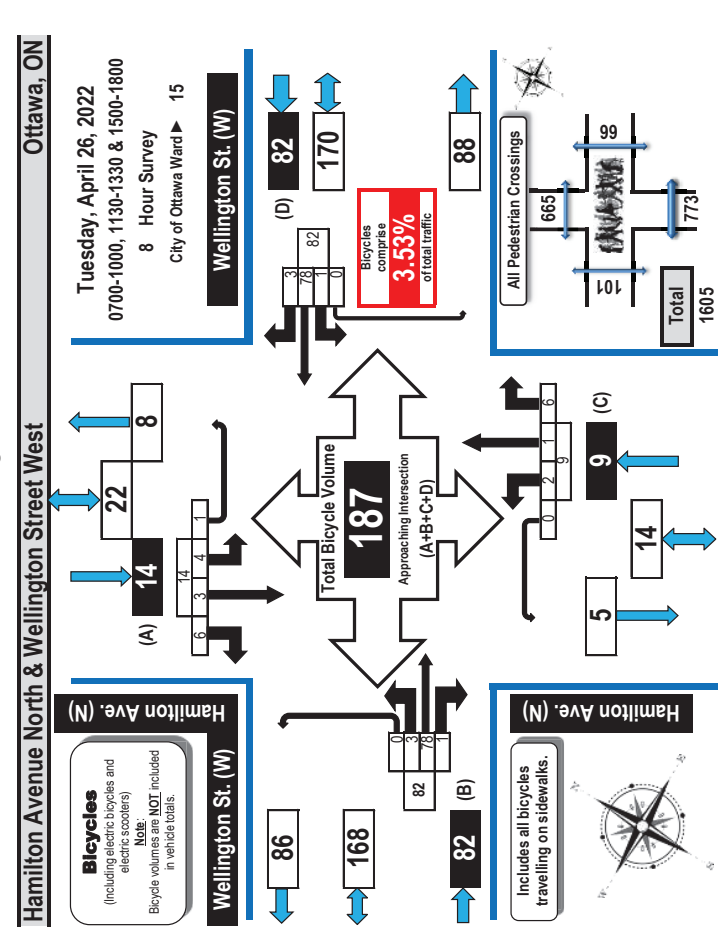 Hamilton Avenue North & Wellington Street West Ottawa, ON
Bicycles
(Including electric bicycles and
electric scooters)
Note:
Bicycle volumes are NOT included
in vehicle totals.
Hamilton Ave. (N)
Wellington St. (W)
(A)
14
22
8
14
6 3 4 1
Tuesday, April 26, 2022
0700-1000, 1130-1330 & 1500-1800
8 Hour Survey
City of Ottawa Ward ► 15
Wellington St. (W)
86
168
82
(B)
82
0
3
78
1
Total Bicycle Volume
187
Approaching Intersection
(A+B+C+D)
3
78
1
0
82
(D)
82
170
88
Bicycles
comprise
3.53%
of total traffic
Includes all bicycles
travelling on sidewalks.
Hamilton Ave. (N)
0 2 1 6
9
5
14
9
(C)
All Pedestrian Crossings
665
101
66
773
Total
1605